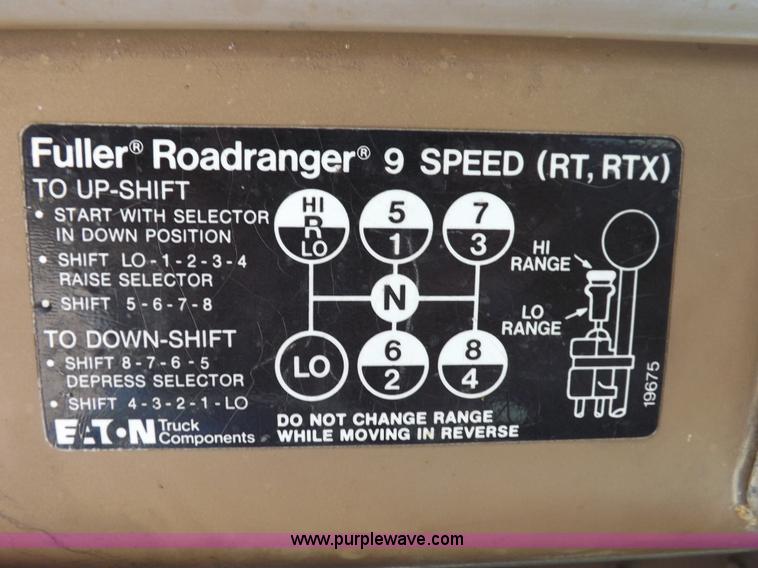 Fuller® Roadranger® 9 SPEED (RT, RTX)
TO UP-SHIFT
• START WITH SELECTOR
IN DOWN POSITION
• SHIFT LO-1-2-3-4
RAISE SELECTOR
• SHIFT 5-6-7-8
TO DOWN-SHIFT
• SHIFT 8-7-6-5
DEPRESS SELECTOR
• SHIFT 4-3-2-1-LO
EATON Truck
Components
HI
R
LO
5
1
7
3
N
LO
6
2
8
4
HI
RANGE
LO
RANGE
19675
DO NOT CHANGE RANGE
WHILE MOVING IN REVERSE
www.purplewave.com